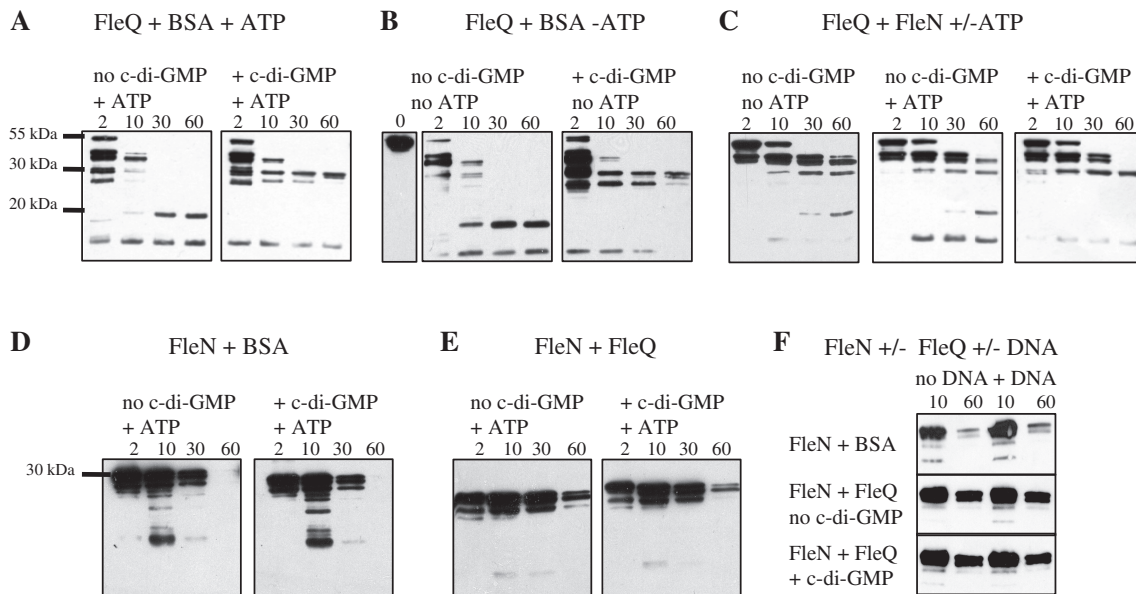 A FleQ + BSA + ATP
no c-di-GMP + c-di-GMP
+ ATP + ATP
2 10 30 60 2 10 30 60
55 kDa
30 kDa
20 kDa
B FleQ + BSA -ATP
no c-di-GMP + c-di-GMP
no ATP no ATP
0 2 10 30 60 2 10 30 60
C FleQ + FleN +/-ATP
no c-di-GMP no c-di-GMP + c-di-GMP
no ATP + ATP + ATP
2 10 30 60 2 10 30 60 2 10 30 60
D FleN + BSA
no c-di-GMP + c-di-GMP
+ ATP + ATP
2 10 30 60 2 10 30 60
30 kDa
E FleN + FleQ
no c-di-GMP + c-di-GMP
+ ATP + ATP
2 10 30 60 2 10 30 60
F FleN +/- FleQ +/- DNA
no DNA + DNA
10 60 10 60
FleN + BSA
FleN + FleQ
no c-di-GMP
FleN + FleQ
+ c-di-GMP